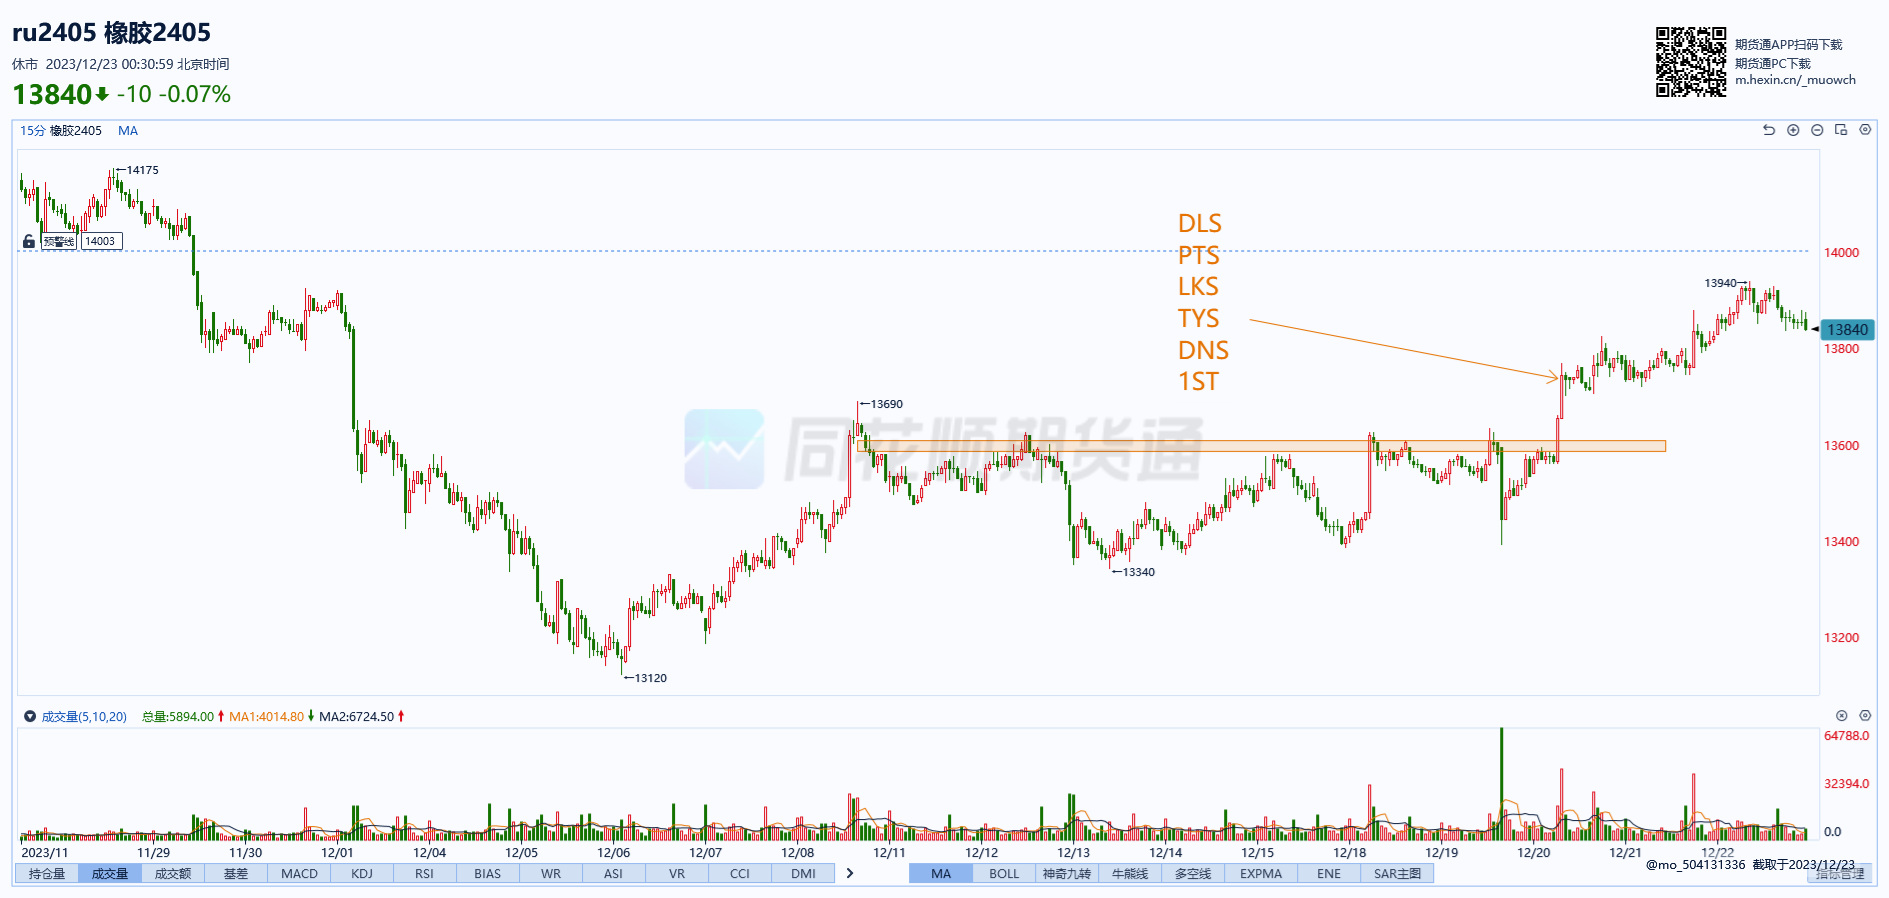 ru2405 橡胶2405
休市 2023/12/23 00:30:59 北京时间
13840 -10 -0.07%
期货通APP扫码下载
期货通PC下载
m.hexin.cn/_muowch
15分 橡胶2405 MA
←14175
预警线 14003
DLS
PTS
LKS
TYS
DNS
1ST
14000
13940→
13840
13800
←13690
同花顺期货通
13600
13400
←13340
13200
←13120
成交量(5,10,20) 总量:5894.00 MA1:4014.80 MA2:6724.50
64788.0
32394.0
0.0
2023/11 11/29 11/30 12/01 12/04 12/05 12/06 12/07 12/08 12/11 12/12 12/13 12/14 12/15 12/18 12/19 12/20 12/21 12/22
@mo_504131336 截取于2023/12/23
持仓量 成交量 成交额 基差 MACD KDJ RSI BIAS WR ASI VR CCI DMI MA BOLL 神奇九转 牛能线 多空线 EXPMA ENE SAR主图 指标管理